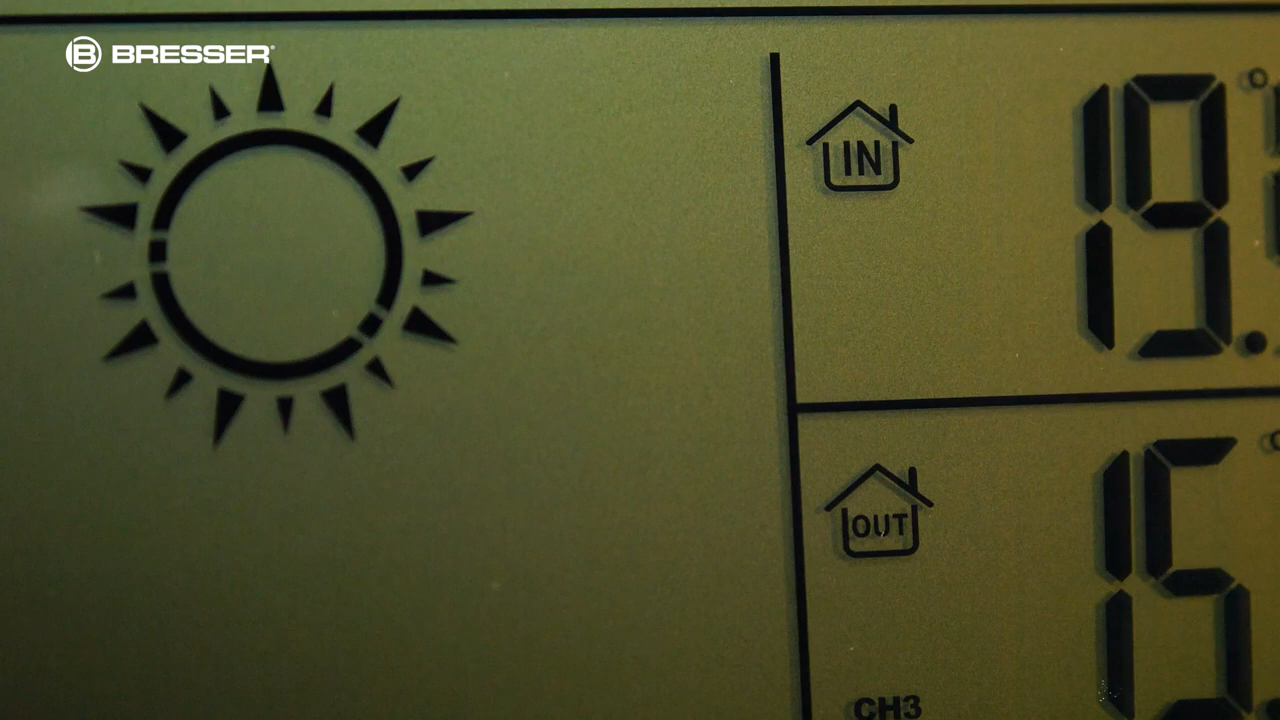 BRESSER
IN
19.
OUT
15.
CH3